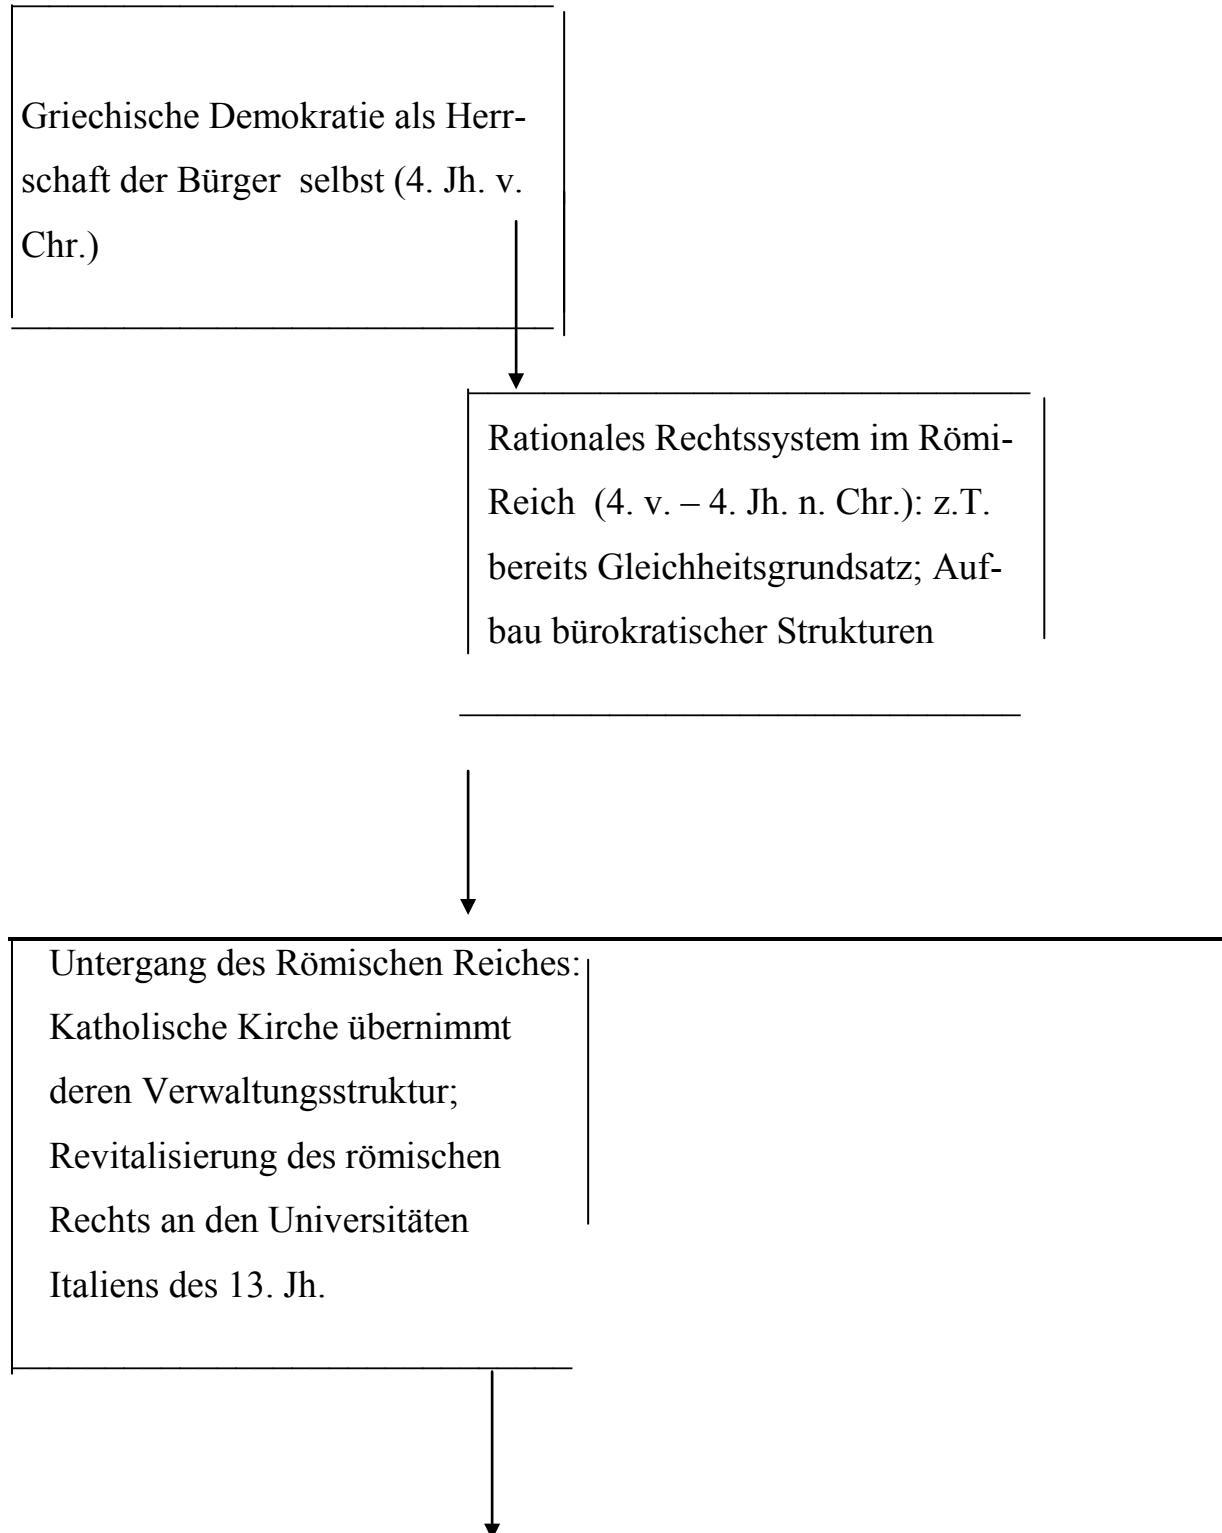 Griechische Demokratie als Herr-
schaft der Bürger  selbst (4. Jh. v.
Chr.)
Rationales Rechtssystem im Römi-
Reich  (4. v. – 4. Jh. n. Chr.): z.T.
bereits Gleichheitsgrundsatz; Auf-
bau bürokratischer Strukturen
Untergang des Römischen Reiches:
Katholische Kirche übernimmt
deren Verwaltungsstruktur;
Revitalisierung des römischen
Rechts an den Universitäten
Italiens des 13. Jh.